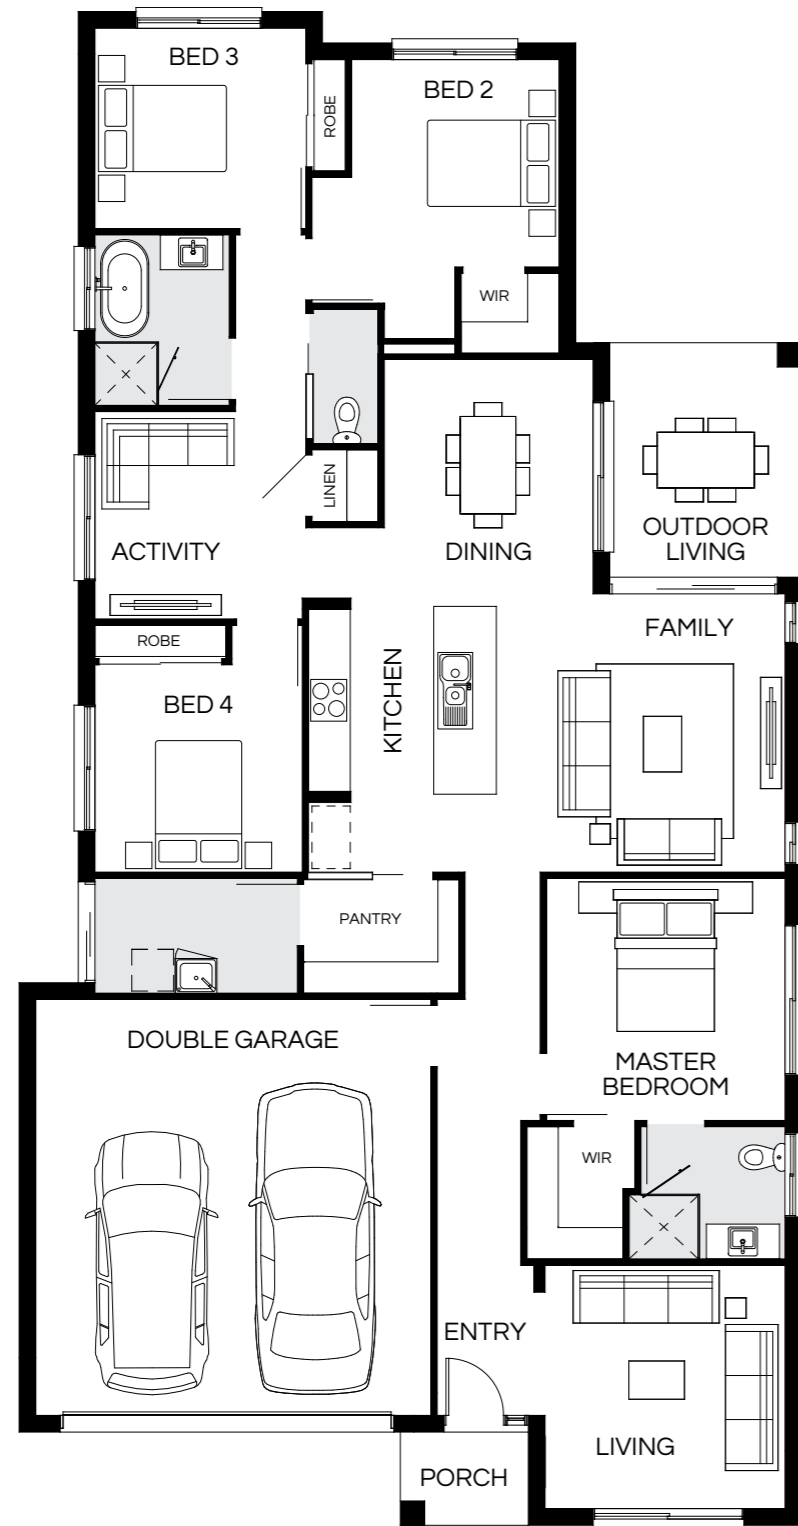 BED 3
BED 2
ROBE
WIR
LINEN
ACTIVITY
DINING
OUTDOOR
LIVING
FAMILY
ROBE
BED 4
KITCHEN
PANTRY
DOUBLE GARAGE
MASTER
BEDROOM
WIR
ENTRY
LIVING
PORCH